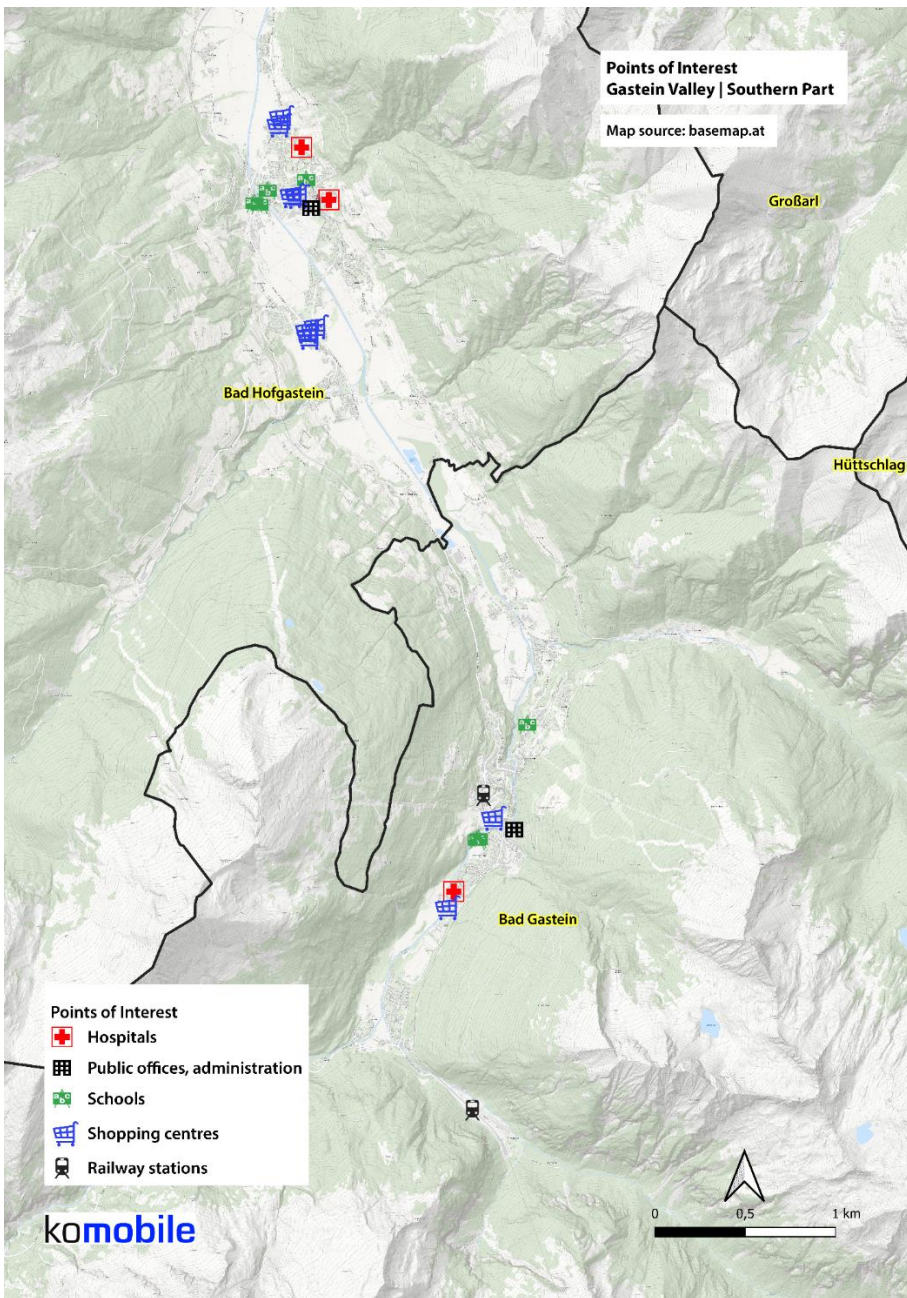 Points of Interest
Gastein Valley | Southern Part
Map source: basemap.at
Großarl
Bad Hofgastein
Hüttschlag
Bad Gastein
Points of Interest
Hospitals
Public offices, administration
Schools
Shopping centres
Railway stations
0 0,5 1 km
komobile